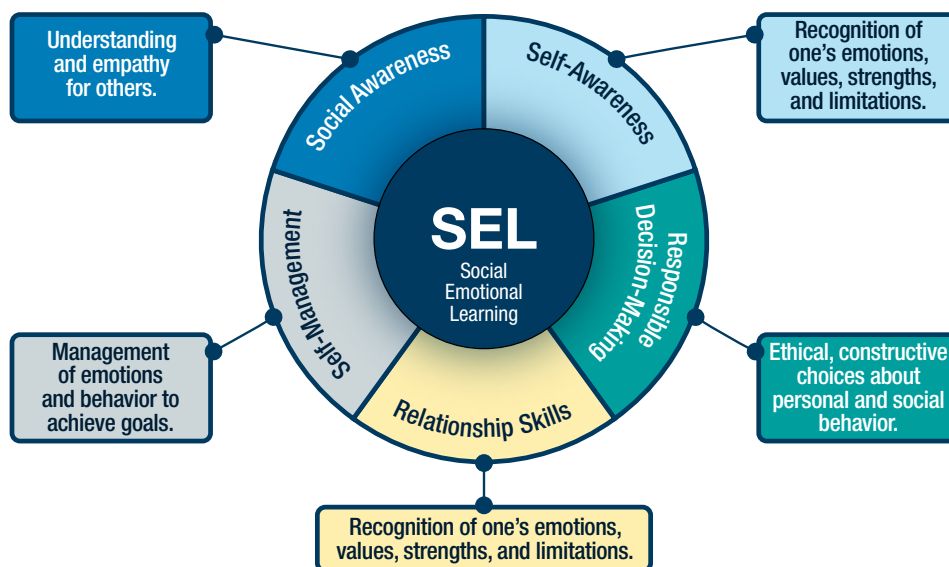 Understanding
and empathy
for others.
Social Awareness
Self-Awareness
Recognition of
one’s emotions,
values, strengths,
and limitations.
SEL
Social
Emotional
Learning
Self-Management
Responsible
Decision-Making
Management
of emotions
and behavior to
achieve goals.
Relationship Skills
Ethical, constructive
choices about
personal and social
behavior.
Recognition of one’s emotions,
values, strengths, and limitations.